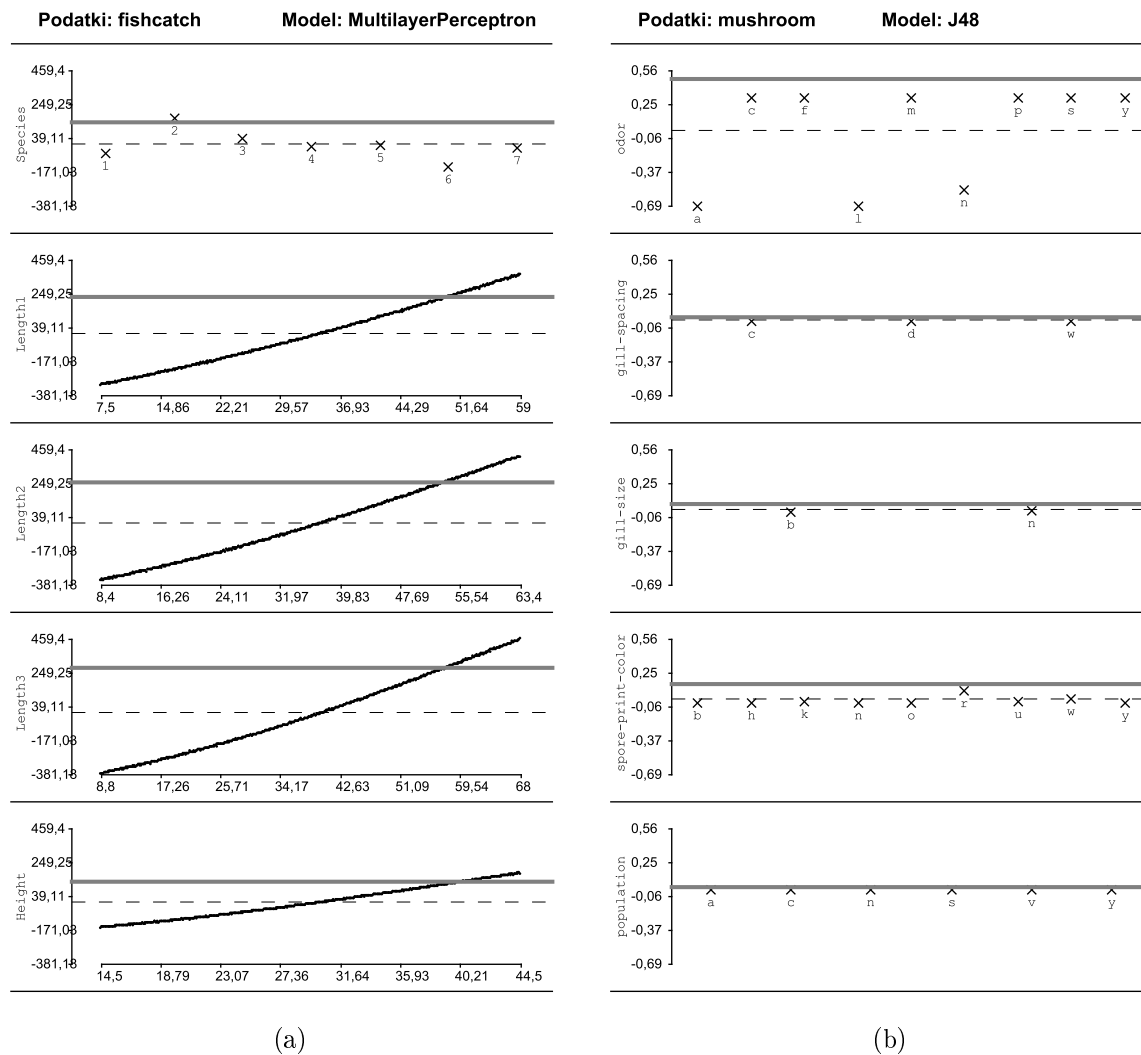 Podatki: fishcatch Model: MultilayerPerceptron
Species
459,4
249,25
39,11
-171,03
-381,18
1 2 3 4 5 6 7
Length1
459,4
249,25
39,11
-171,03
-381,18
7,5 14,86 22,21 29,57 36,93 44,29 51,64 59
Length2
459,4
249,25
39,11
-171,03
-381,18
8,4 16,26 24,11 31,97 39,83 47,69 55,54 63,4
Length3
459,4
249,25
39,11
-171,03
-381,18
8,8 17,26 25,71 34,17 42,63 51,09 59,54 68
Height
459,4
249,25
39,11
-171,03
-381,18
14,5 18,79 23,07 27,36 31,64 35,93 40,21 44,5
(a)
Podatki: mushroom Model: J48
odor
0,56
0,25
-0,06
-0,37
-0,69
a c f l m n p s y
gill-spacing
0,56
0,25
-0,06
-0,37
-0,69
c d w
gill-size
0,56
0,25
-0,06
-0,37
-0,69
b n
spore-print-color
0,56
0,25
-0,06
-0,37
-0,69
b h k n o r u w y
population
0,56
0,25
-0,06
-0,37
-0,69
a c n s v y
(b)